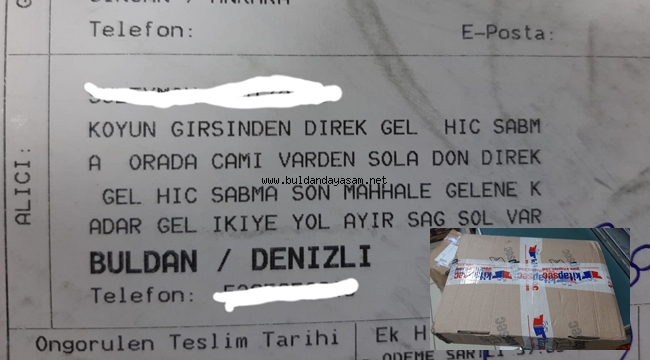 Telefon: E-Posta:
ALICI:
KOYUN GIRSINDEN DIREK GEL HIC SABM
A ORADA CAMI VARDEN SOLA DON DIREK
www.buldandayasam.net
GEL HIC SABMA SON MAHHALE GELENE K
ADAR GEL IKIYE YOL AYIR SAG SOL VAR
BULDAN / DENIZLI
Telefon:
Ongorulen Teslim Tarihi
kitapsec